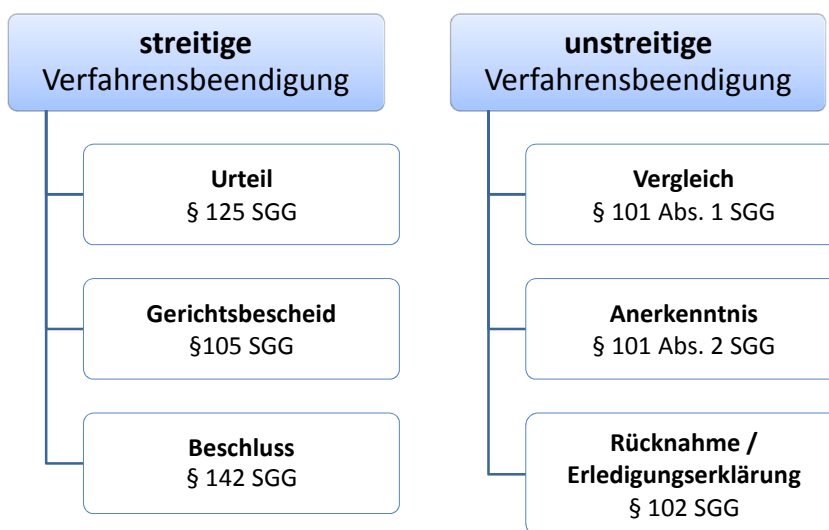 streitige
Verfahrensbeendigung
Urteil
§ 125 SGG
Gerichtsbescheid
§105 SGG
Beschluss
§ 142 SGG
unstreitige
Verfahrensbeendigung
Vergleich
§ 101 Abs. 1 SGG
Anerkenntnis
§ 101 Abs. 2 SGG
Rücknahme /
Erledigungserklärung
§ 102 SGG